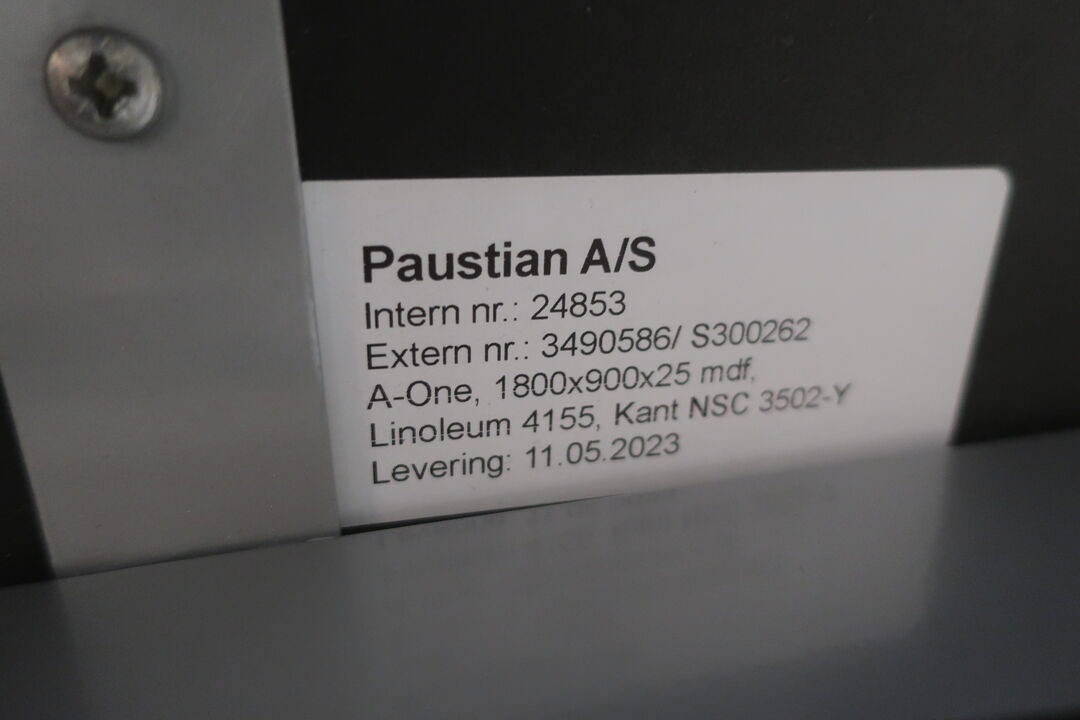 Paustian A/S
Intern nr.: 24853
Extern nr.: 3490586/ S300262
A-One, 1800x900x25 mdf,
Linoleum 4155, Kant NSC 3502-Y
Levering: 11.05.2023